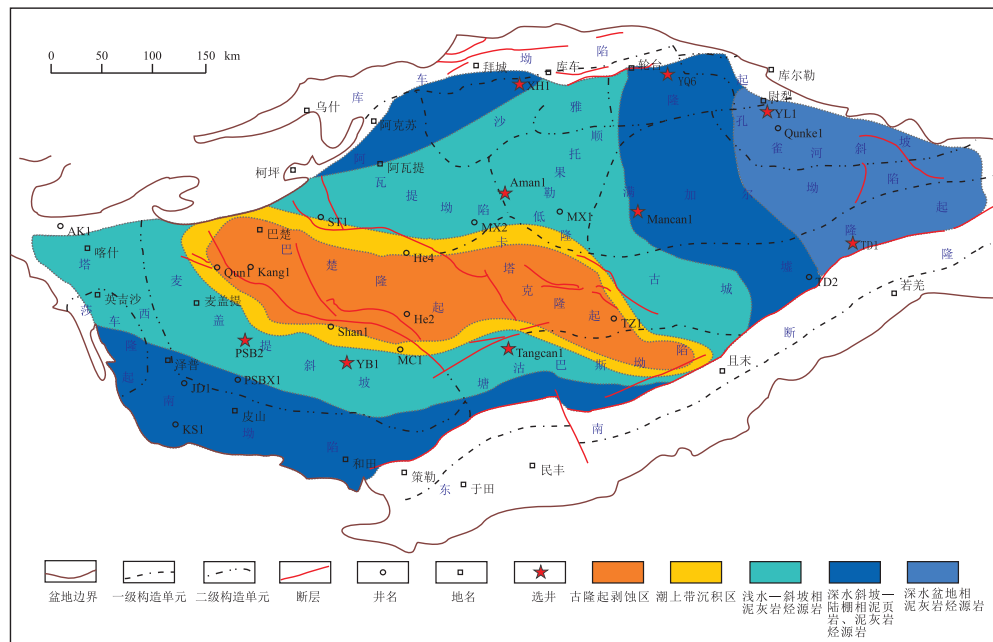 0 50 100 150 km
拜城
库车
轮台
库尔勒
乌什
阿克苏
尉犁
柯坪
阿瓦提
巴楚
喀什
英吉沙
麦盖提
泽普
皮山
和田
策勒
于田
民丰
且末
若羌
XH1
YQ6
YL1
Qunke1
Aman1
MX1
MX2
Mancan1
TD1
TD2
ST1
AK1
Qun1
Kang1
He4
He2
Shan1
MC1
TZ1
PSB2
YB1
Tangcan1
PSBX1
JD1
KS1
库车坳陷
沙雅隆起
阿瓦提坳陷
顺托果勒低隆
满加尔坳陷
孔雀河斜坡
古城墟隆起
巴楚隆起
卡塔克隆起
塔西南坳陷
莎车隆起
麦盖提斜坡
塘沽巴斯坳陷
东南断隆
盆地边界
一级构造单元
二级构造单元
断层
井名
地名
选井
古隆起剥蚀区
潮上带沉积区
浅水—斜坡相
泥灰岩烃源岩
深水斜坡—
陆棚相泥页
岩、泥灰岩
烃源岩
深水盆地相
泥灰岩烃源岩